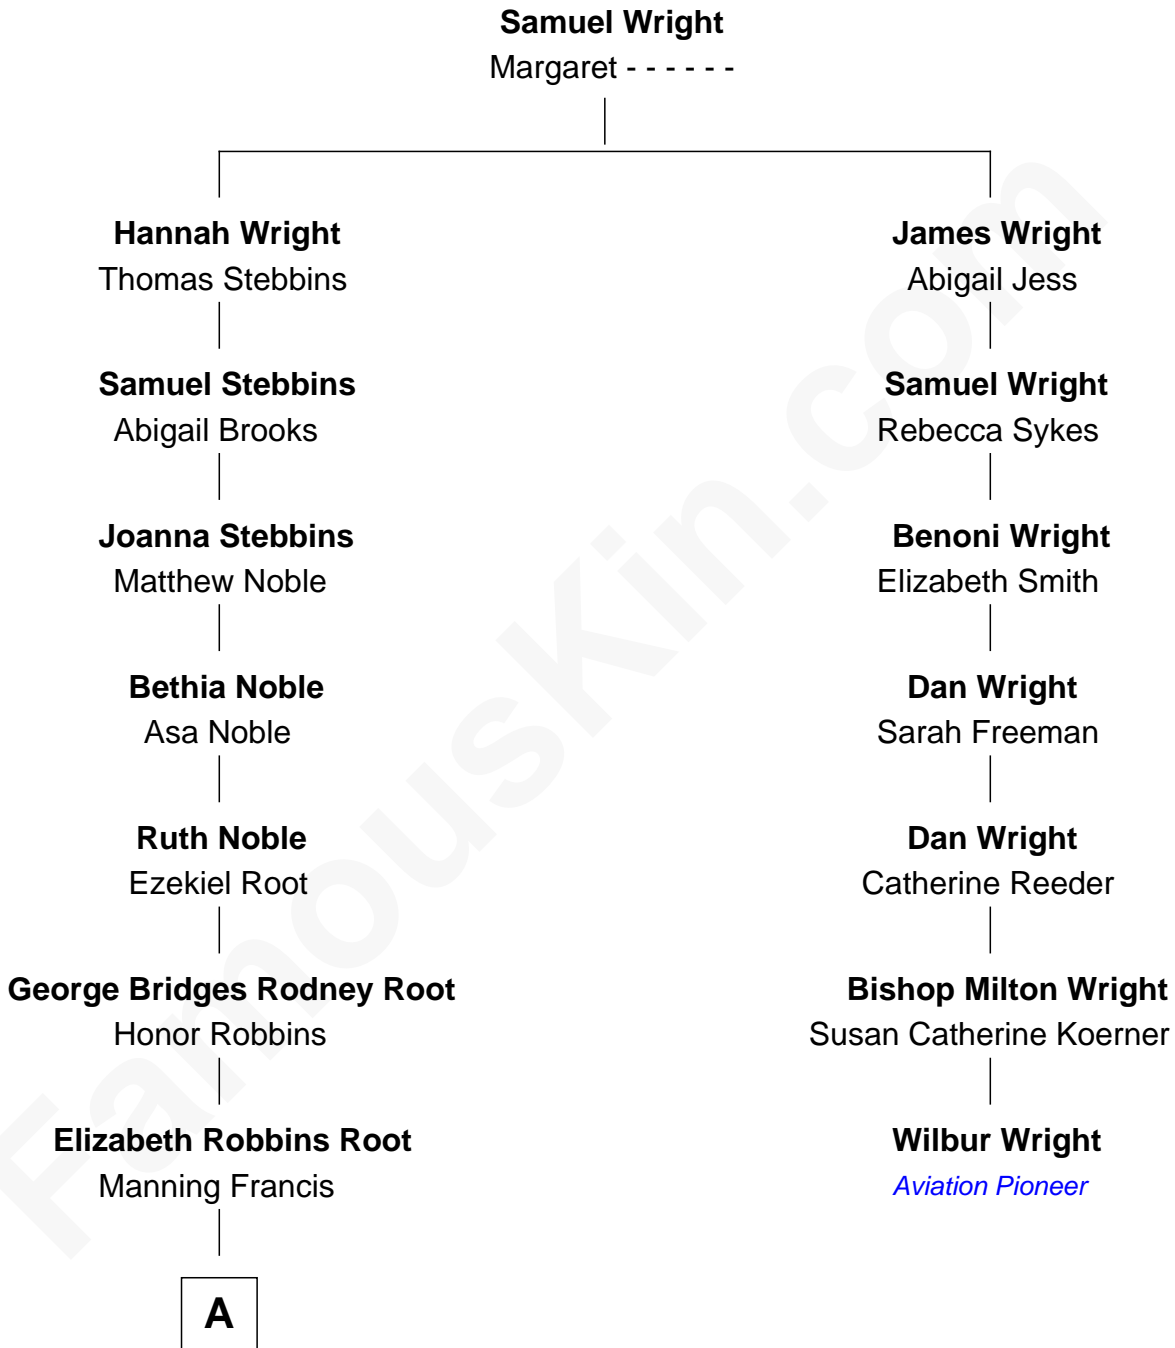 Samuel Wright
Margaret - - - - - -
Hannah Wright
Thomas Stebbins
James Wright
Abigail Jess
Samuel Stebbins
Abigail Brooks
Samuel Wright
Rebecca Sykes
Joanna Stebbins
Matthew Noble
Benoni Wright
Elizabeth Smith
Bethia Noble
Asa Noble
Dan Wright
Sarah Freeman
Ruth Noble
Ezekiel Root
Dan Wright
Catherine Reeder
George Bridges Rodney Root
Honor Robbins
Bishop Milton Wright
Susan Catherine Koerner
Elizabeth Robbins Root
Manning Francis
Wilbur Wright
Aviation Pioneer
A
FamousKin.com